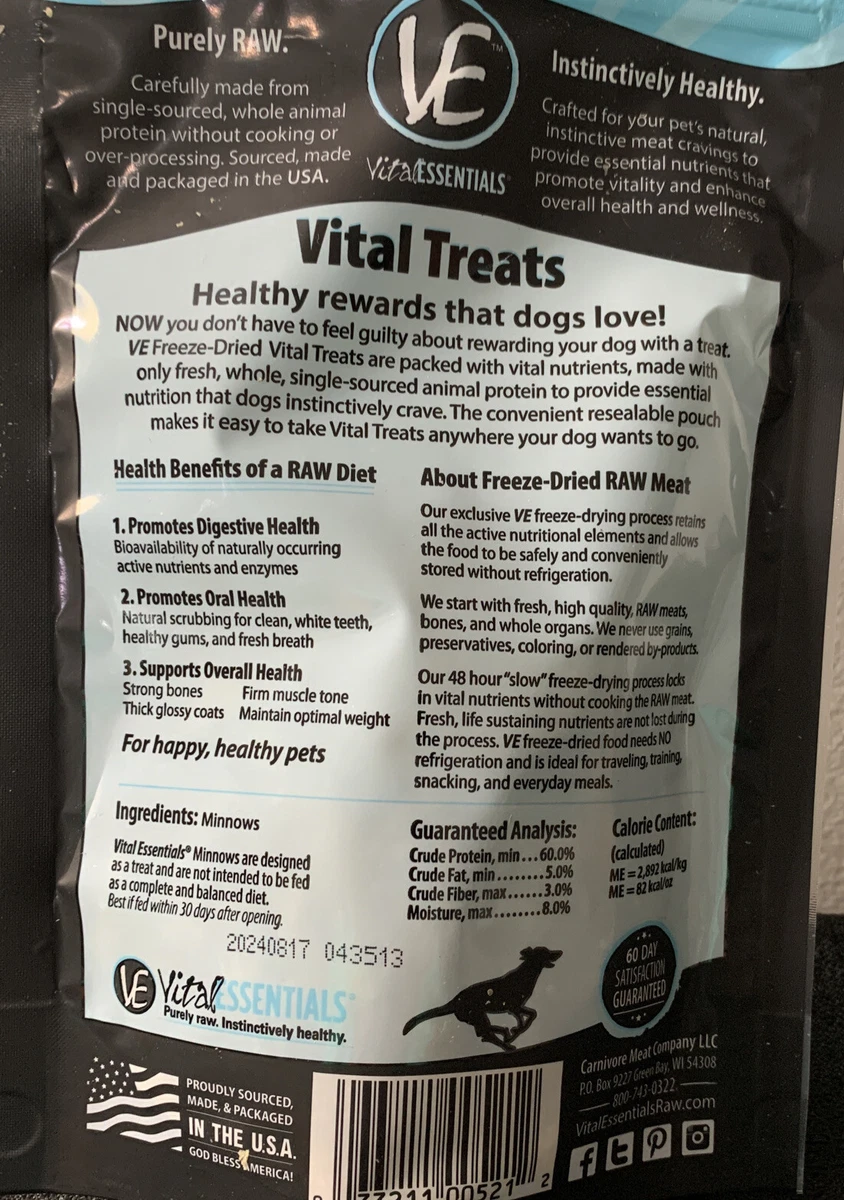 Purely RAW.
Carefully made from
single-sourced, whole animal
protein without cooking or
over-processing. Sourced, made
and packaged in the USA.
VE™
VitalESSENTIALS®
Instinctively Healthy.
Crafted for your pet's natural,
instinctive meat cravings to
provide essential nutrients that
promote vitality and enhance
overall health and wellness.
Vital Treats
Healthy rewards that dogs love!
NOW you don't have to feel guilty about rewarding your dog with a treat.
VE Freeze-Dried Vital Treats are packed with vital nutrients, made with
only fresh, whole, single-sourced animal protein to provide essential
nutrition that dogs instinctively crave. The convenient resealable pouch
makes it easy to take Vital Treats anywhere your dog wants to go.
Health Benefits of a RAW Diet
1. Promotes Digestive Health
Bioavailability of naturally occurring
active nutrients and enzymes
2. Promotes Oral Health
Natural scrubbing for clean, white teeth,
healthy gums, and fresh breath
3. Supports Overall Health
Strong bones Firm muscle tone
Thick glossy coats Maintain optimal weight
For happy, healthy pets
About Freeze-Dried RAW Meat
Our exclusive VE freeze-drying process retains
all the active nutritional elements and allows
the food to be safely and conveniently
stored without refrigeration.
We start with fresh, high quality, RAW meats,
bones, and whole organs. We never use grains,
preservatives, coloring, or rendered by-products.
Our 48 hour "slow" freeze-drying process locks
in vital nutrients without cooking the RAW meat.
Fresh, life sustaining nutrients are not lost during
the process. VE freeze-dried food needs NO
refrigeration and is ideal for traveling, training,
snacking, and everyday meals.
Ingredients: Minnows
Vital Essentials® Minnows are designed
as a treat and are not intended to be fed
as a complete and balanced diet.
Best if fed within 30 days after opening.
Guaranteed Analysis:
Crude Protein, min...60.0%
Crude Fat, min........5.0%
Crude Fiber, max......3.0%
Moisture, max........8.0%
Calorie Content:
(calculated)
ME = 2,892 kcal/kg
ME = 82 kcal/oz
20240817 043513
VE VitalESSENTIALS®
Purely raw. Instinctively healthy.
60 DAY
SATISFACTION
GUARANTEED
PROUDLY SOURCED,
MADE, & PACKAGED
IN THE U.S.A.
GOD BLESS AMERICA!
77211 00521 2
Carnivore Meat Company LLC
P.O. Box 9227 Green Bay, WI 54308
800-743-0322
VitalEssentialsRaw.com